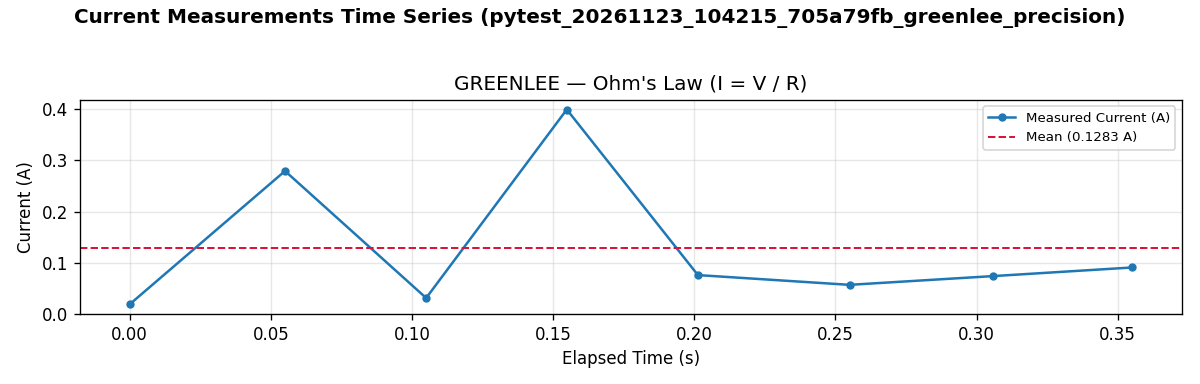 Current Measurements Time Series (pytest_20261123_104215_705a79fb_greenlee_precision)
GREENLEE — Ohm's Law (I = V / R)
Current (A)
0.4
0.3
0.2
0.1
0.0
Measured Current (A)
Mean (0.1283 A)
0.00 0.05 0.10 0.15 0.20 0.25 0.30 0.35
Elapsed Time (s)